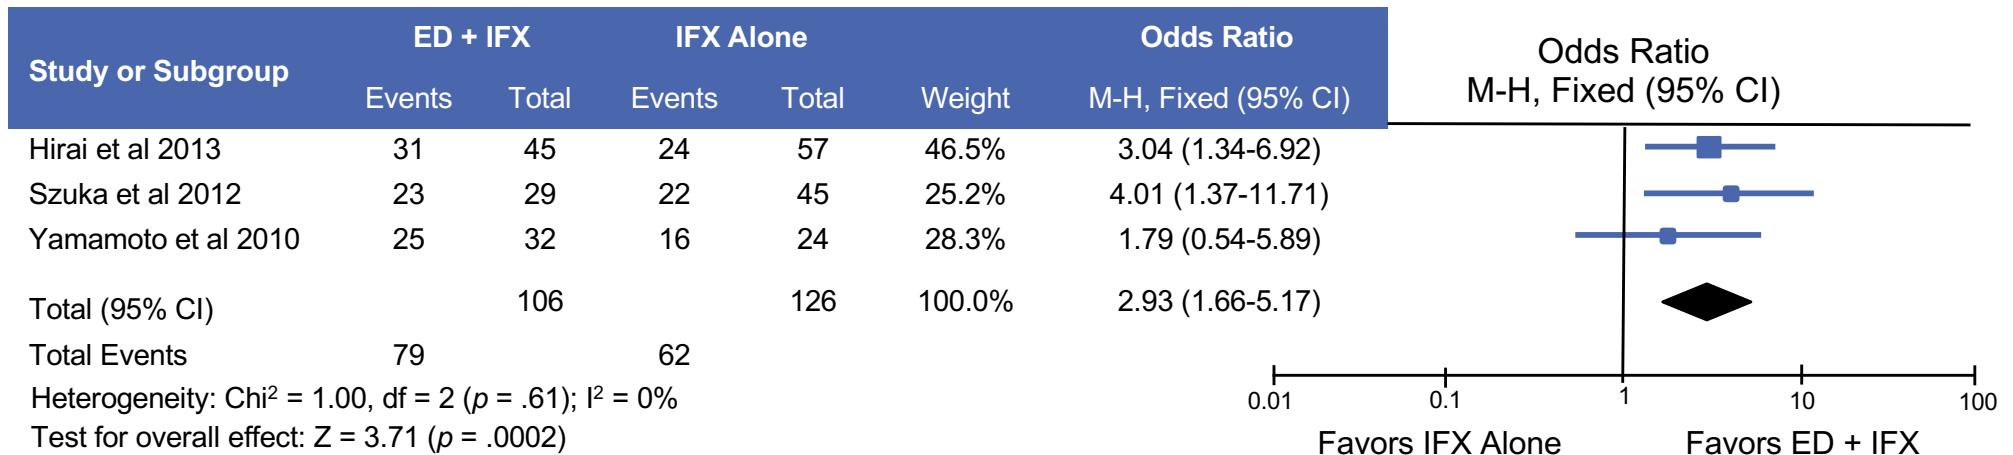 ED + IFX IFX Alone Odds Ratio
Study or Subgroup
Events Total Events Total Weight M-H, Fixed (95% CI)
Odds Ratio
M-H, Fixed (95% CI)
Hirai et al 2013 31 45 24 57 46.5% 3.04 (1.34-6.92)
Szuka et al 2012 23 29 22 45 25.2% 4.01 (1.37-11.71)
Yamamoto et al 2010 25 32 16 24 28.3% 1.79 (0.54-5.89)
Total (95% CI) 106 126 100.0% 2.93 (1.66-5.17)
Total Events 79 62
Heterogeneity: Chi² = 1.00, df = 2 (p = .61); I² = 0%
Test for overall effect: Z = 3.71 (p = .0002)
0.01 0.1 1 10 100
Favors IFX Alone Favors ED + IFX